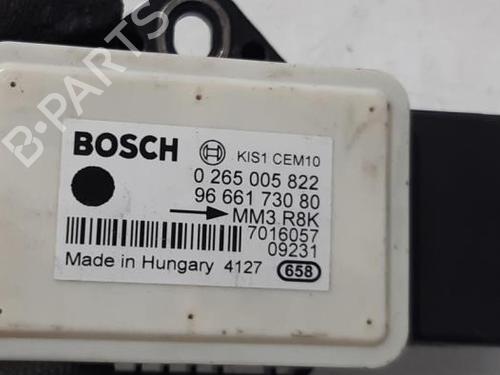 B-PARTS
BOSCH KIS1 CEM10
0 265 005 822
96 661 730 80
MM3 R8K
7016057
09231
Made in Hungary 4127 658